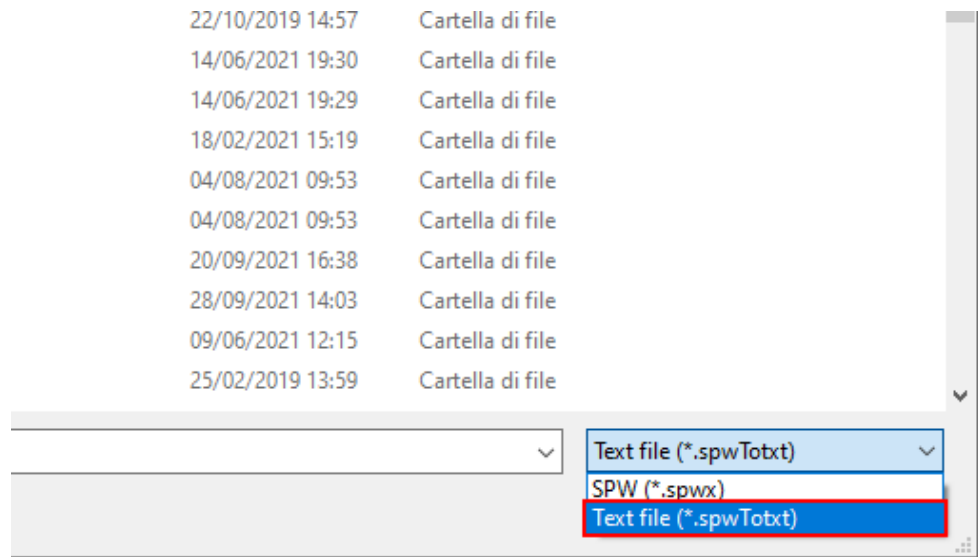 22/10/2019 14:57 Cartella di file
14/06/2021 19:30 Cartella di file
14/06/2021 19:29 Cartella di file
18/02/2021 15:19 Cartella di file
04/08/2021 09:53 Cartella di file
04/08/2021 09:53 Cartella di file
20/09/2021 16:38 Cartella di file
28/09/2021 14:03 Cartella di file
09/06/2021 12:15 Cartella di file
25/02/2019 13:59 Cartella di file
Text file (*.spwTotxt)
SPW (*.spwx)
Text file (*.spwTotxt)